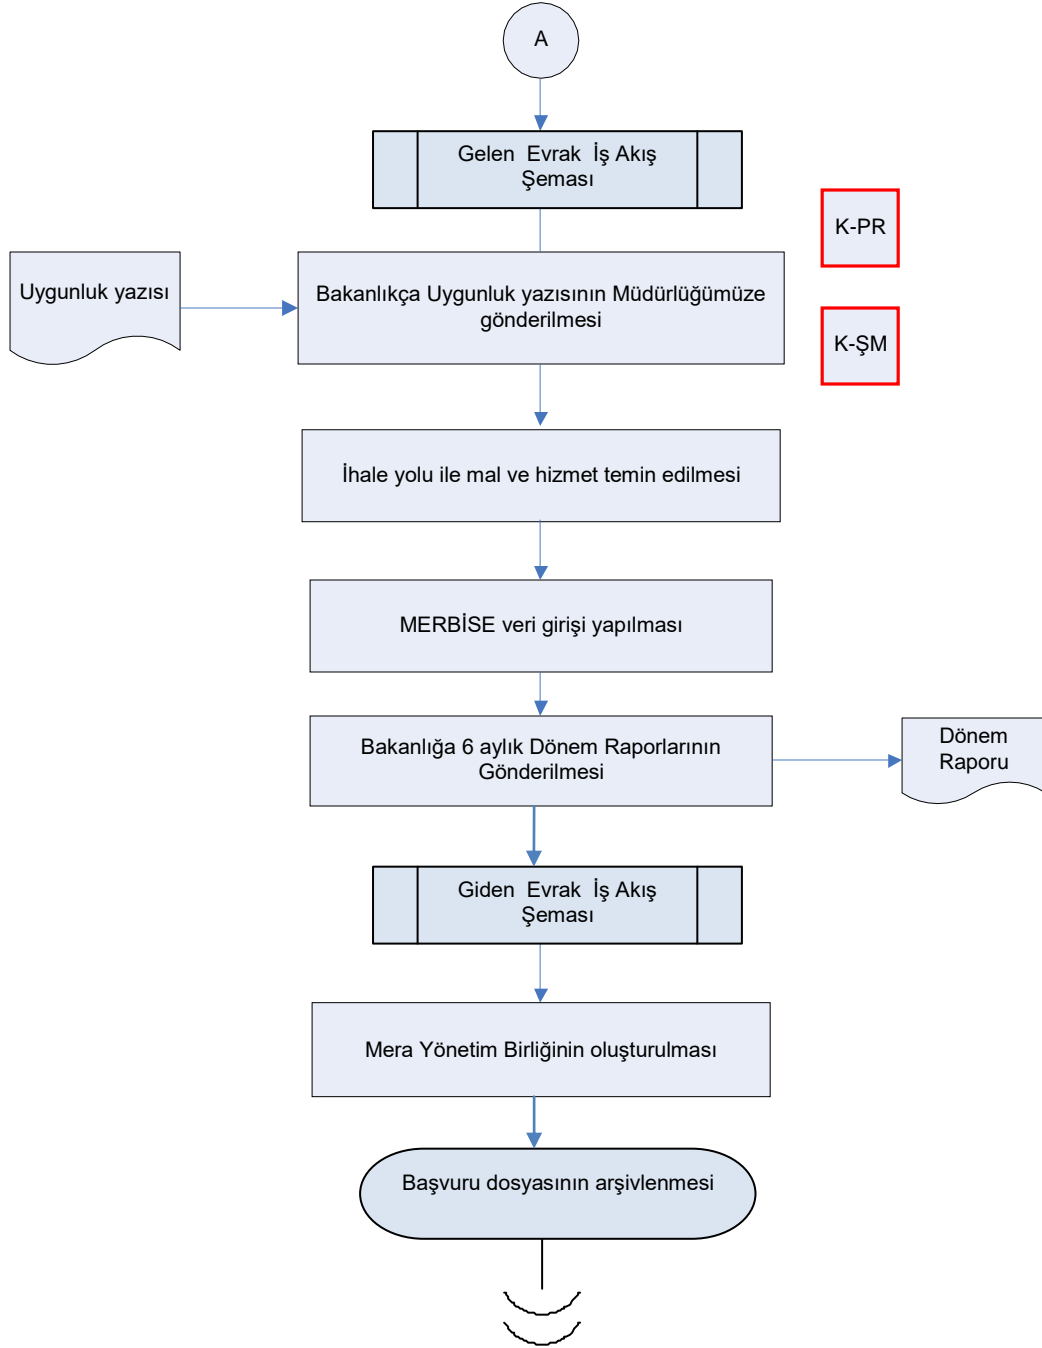 A
Gelen Evrak İş Akış
Şeması
K-PR
Uygunluk yazısı
Bakanlıkça Uygunluk yazısının Müdürlüğümüze
gönderilmesi
K-ŞM
İhale yolu ile mal ve hizmet temin edilmesi
MERBİSE veri girişi yapılması
Bakanlığa 6 aylık Dönem Raporlarının
Gönderilmesi
Dönem
Raporu
Giden Evrak İş Akış
Şeması
Mera Yönetim Birliğinin oluşturulması
Başvuru dosyasının arşivlenmesi